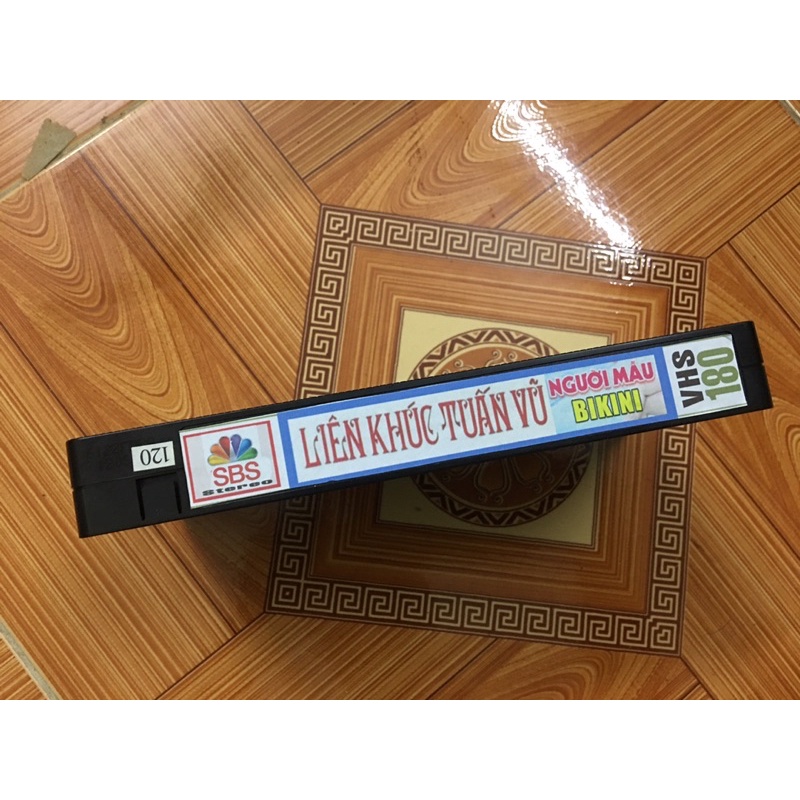 120
SBS
stereo
LIÊN KHÚC TUẤN VŨ
NGƯỜI MẪU
BIKINI
VHS
180